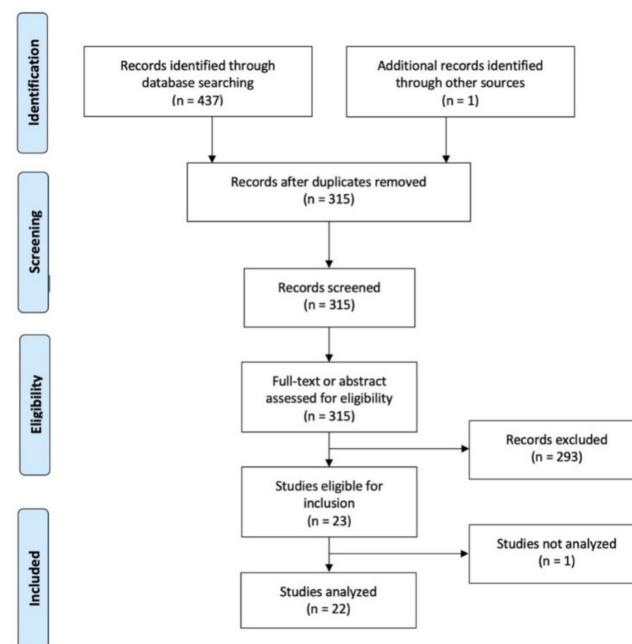 Identification
Records identified through
database searching
(n = 437)
Additional records identified
through other sources
(n = 1)
Records after duplicates removed
(n = 315)
Screening
Records screened
(n = 315)
Eligibility
Full-text or abstract
assessed for eligibility
(n = 315)
Records excluded
(n = 293)
Studies eligible for
inclusion
(n = 23)
Studies not analyzed
(n = 1)
Included
Studies analyzed
(n = 22)